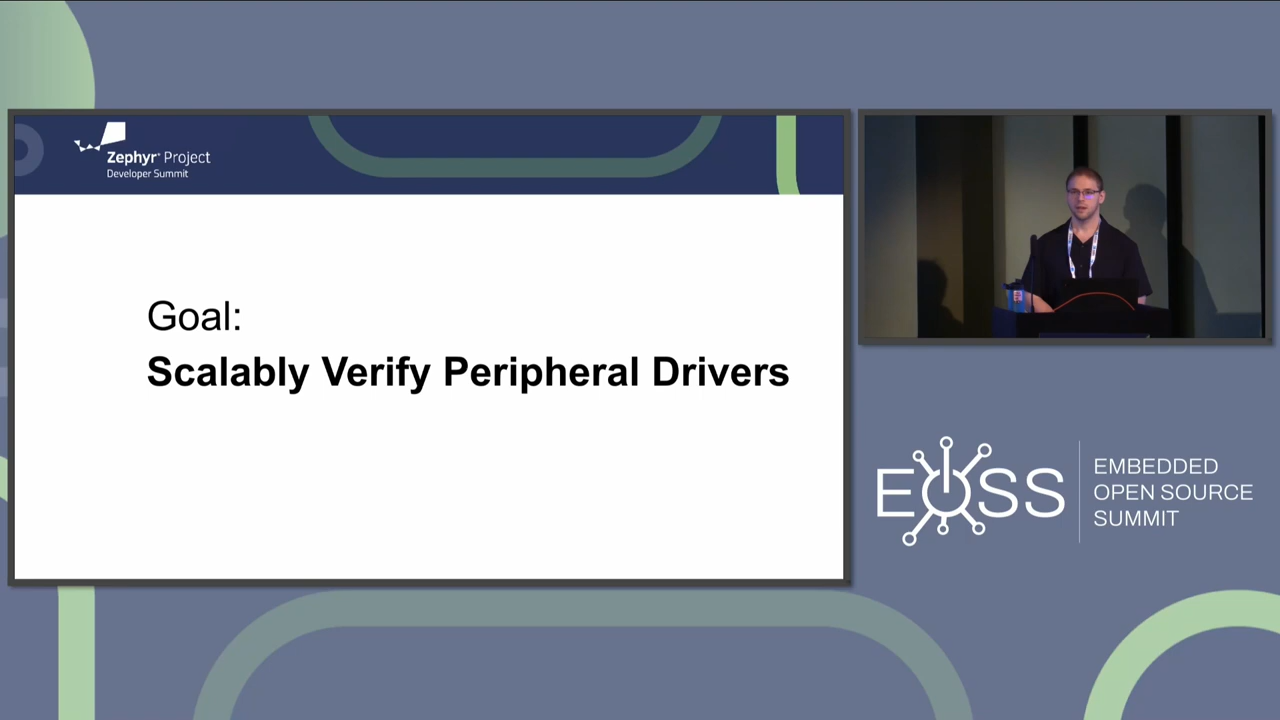 Zephyr® Project
Developer Summit
Goal:
Scalably Verify Peripheral Drivers
EOSS
EMBEDDED
OPEN SOURCE
SUMMIT